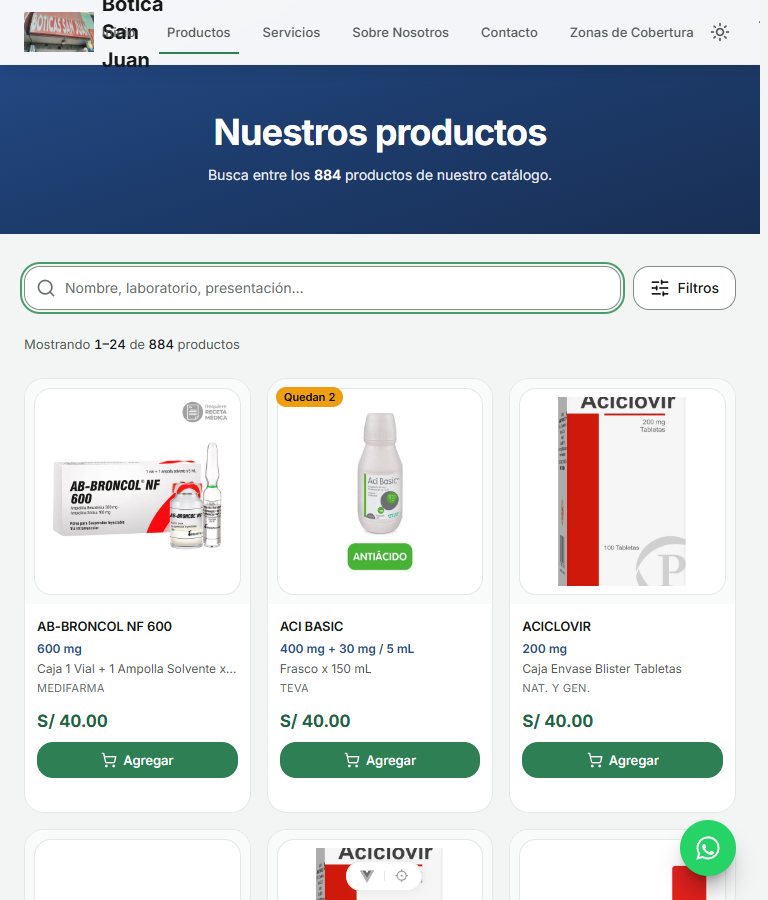 BOTICAS SAN JUAN
Botica San Juan
Inicio
Productos
Servicios
Sobre Nosotros
Contacto
Zonas de Cobertura
Nuestros productos
Busca entre los 884 productos de nuestro catálogo.
Nombre, laboratorio, presentación...
Filtros
Mostrando 1–24 de 884 productos
Requiere
RECETA
MÉDICA
AB-BRONCOL NF
600
AB-BRONCOL NF 600
600 mg
Caja 1 Vial + 1 Ampolla Solvente x...
MEDIFARMA
S/ 40.00
Agregar
Quedan 2
Aci Basic
ANTIÁCIDO
ACI BASIC
400 mg + 30 mg / 5 mL
Frasco x 150 mL
TEVA
S/ 40.00
Agregar
Aciclovir
200 mg
Tabletas
100 Tabletas
P
ACICLOVIR
200 mg
Caja Envase Blister Tabletas
NAT. Y GEN.
S/ 40.00
Agregar
Aciclovir